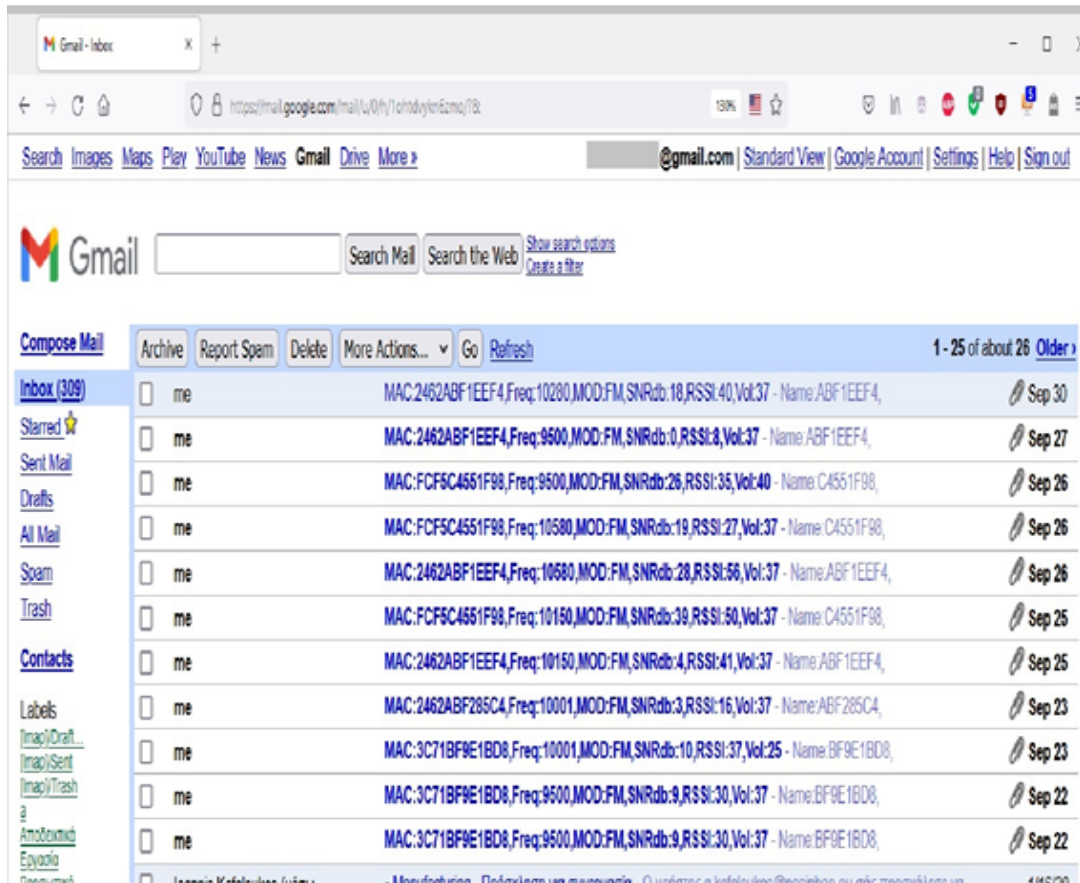 Gmail - Inbox
https://mail.google.com/mail/u/0/h/
130%
Search Images Maps Play YouTube News Gmail Drive More »
@gmail.com | Standard View | Google Account | Settings | Help | Sign out
Gmail Search Mail Search the Web Show search options
Create a filter
Compose Mail
Archive Report Spam Delete More Actions... Go Refresh 1 - 25 of about 26 Older ›
Inbox (309)
me MAC:2462ABF1EEF4,Freq:10280,MOD:FM,SNRdb:18,RSSI:40,Vol:37 - Name:ABF1EEF4, Sep 30
Starred
me MAC:2462ABF1EEF4,Freq:9500,MOD:FM,SNRdb:0,RSSI:8,Vol:37 - Name:ABF1EEF4, Sep 27
Sent Mail
me MAC:FCF5C4551F98,Freq:9500,MOD:FM,SNRdb:26,RSSI:35,Vol:40 - Name:C4551F98, Sep 26
Drafts
me MAC:FCF5C4551F98,Freq:10580,MOD:FM,SNRdb:19,RSSI:27,Vol:37 - Name:C4551F98, Sep 26
All Mail
me MAC:2462ABF1EEF4,Freq:10580,MOD:FM,SNRdb:28,RSSI:56,Vol:37 - Name:ABF1EEF4, Sep 26
Spam
Trash
me MAC:FCF5C4551F98,Freq:10150,MOD:FM,SNRdb:39,RSSI:50,Vol:37 - Name:C4551F98, Sep 25
Contacts
me MAC:2462ABF1EEF4,Freq:10150,MOD:FM,SNRdb:4,RSSI:41,Vol:37 - Name:ABF1EEF4, Sep 25
Labels
me MAC:2462ABF285C4,Freq:10001,MOD:FM,SNRdb:3,RSSI:16,Vol:37 - Name:ABF285C4, Sep 23
[Imap]/Draft...
me MAC:3C71BF9E1BD8,Freq:10001,MOD:FM,SNRdb:10,RSSI:37,Vol:25 - Name:BF9E1BD8, Sep 23
[Imap]/Sent
[Imap]/Trash
me MAC:3C71BF9E1BD8,Freq:9500,MOD:FM,SNRdb:9,RSSI:30,Vol:37 - Name:BF9E1BD8, Sep 22
a
Αποδεικτικά
me MAC:3C71BF9E1BD8,Freq:9500,MOD:FM,SNRdb:9,RSSI:30,Vol:37 - Name:BF9E1BD8, Sep 22
Εργασία